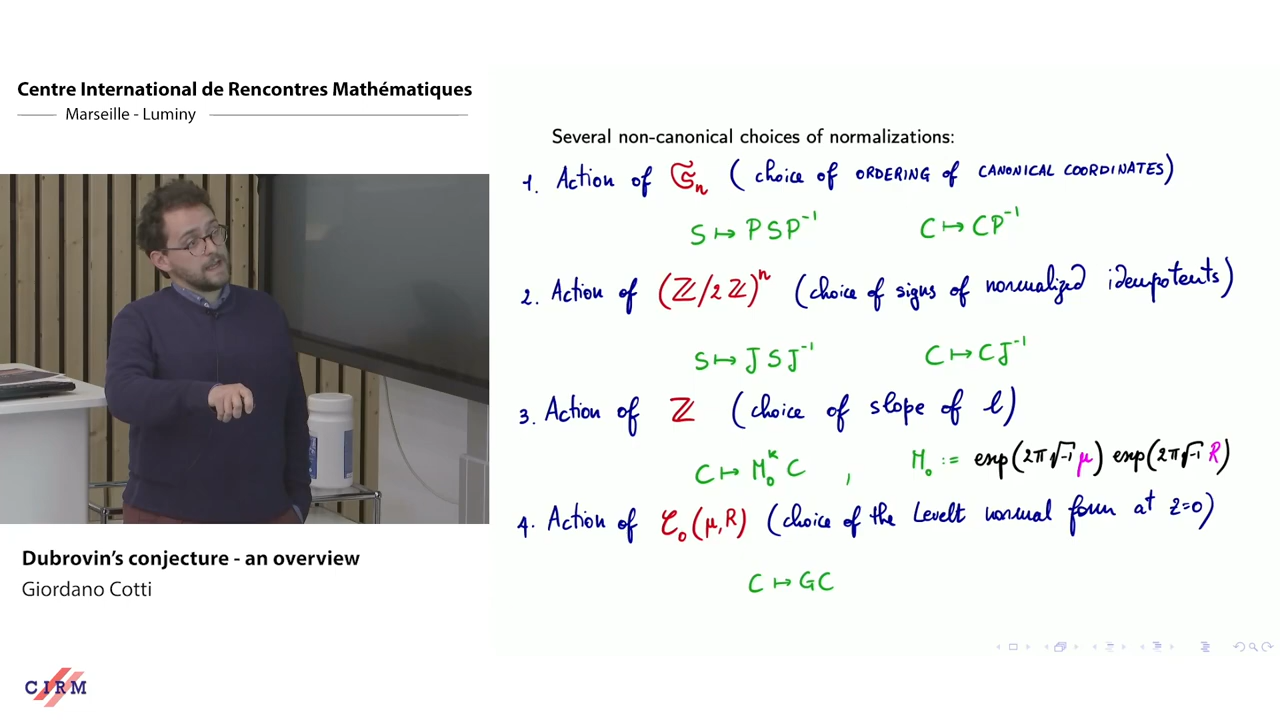 Centre International de Rencontres Mathématiques
Marseille - Luminy
Several non-canonical choices of normalizations:
1. Action of 𝔖ₙ (choice of ORDERING of CANONICAL COORDINATES)
S ↦ PSP⁻¹   C ↦ CP⁻¹
2. Action of (ℤ/2ℤ)ⁿ (choice of signs of normalized idempotents)
S ↦ JSJ⁻¹   C ↦ CJ⁻¹
3. Action of ℤ (choice of slope of ℓ)
C ↦ M₀ᵏ C , M₀ := exp(2π√-1 μ) exp(2π√-1 R)
4. Action of 𝒞₀(μ,R) (choice of the Levelt normal form at z=0)
C ↦ GC
Dubrovin's conjecture - an overview
Giordano Cotti
CIRM